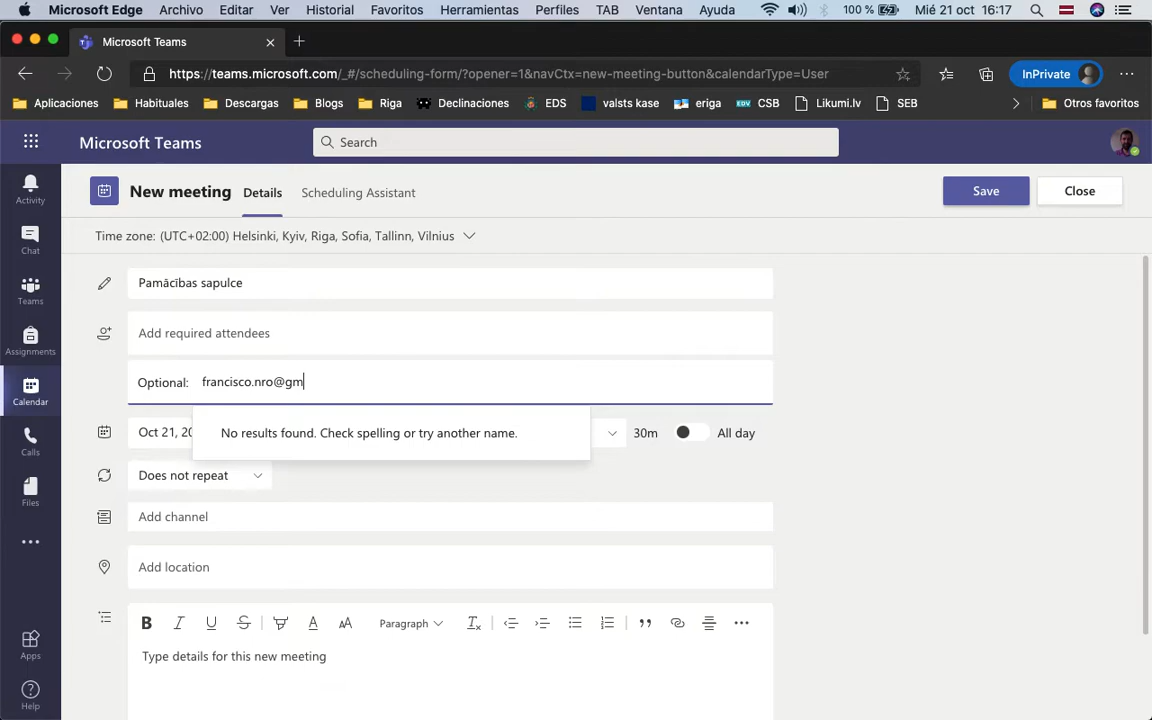 Microsoft Edge Archivo Editar Ver Historial Favoritos Herramientas Perfiles TAB Ventana Ayuda 100 % Mié 21 oct 16:17
Microsoft Teams
https://teams.microsoft.com/_#/scheduling-form/?opener=1&navCtx=new-meeting-button&calendarType=User InPrivate
Aplicaciones Habituales Descargas Blogs Riga Declinaciones EDS valsts kase eriga CSB Likumi.lv SEB Otros favoritos
Microsoft Teams Search
Activity
Chat
Teams
Assignments
Calendar
Calls
Files
Apps
Help
New meeting Details Scheduling Assistant Save Close
Time zone: (UTC+02:00) Helsinki, Kyiv, Riga, Sofia, Tallinn, Vilnius
Pamācības sapulce
Add required attendees
Optional: francisco.nro@gm
No results found. Check spelling or try another name.
Oct 21, 20 30m All day
Does not repeat
Add channel
Add location
B I U S A AA Paragraph Tx
Type details for this new meeting